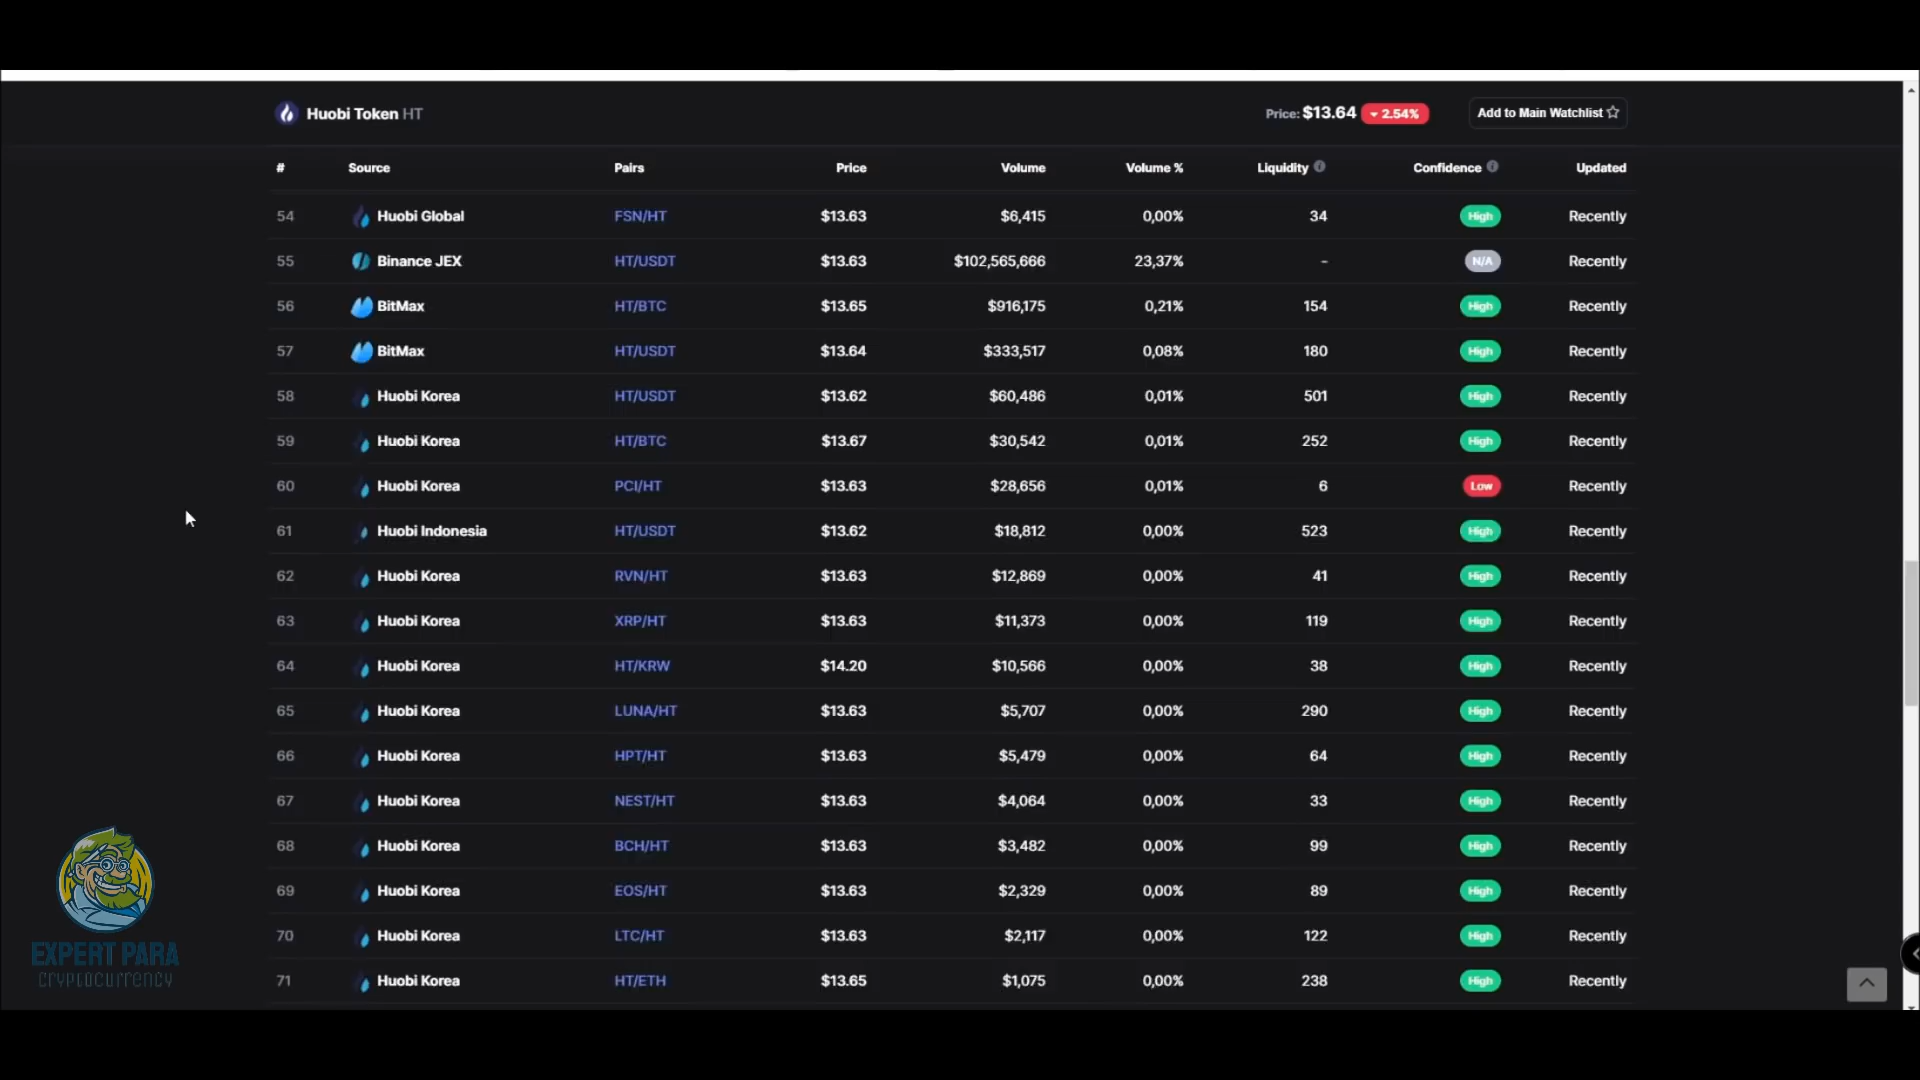 Huobi Token HT Price: $13.64 2.54% Add to Main Watchlist
# Source Pairs Price Volume Volume % Liquidity Confidence Updated
54 Huobi Global FSN/HT $13.63 $6,415 0,00% 34 High Recently
55 Binance JEX HT/USDT $13.63 $102,565,666 23,37% - N/A Recently
56 BitMax HT/BTC $13.65 $916,175 0,21% 154 High Recently
57 BitMax HT/USDT $13.64 $333,517 0,08% 180 High Recently
58 Huobi Korea HT/USDT $13.62 $60,486 0,01% 501 High Recently
59 Huobi Korea HT/BTC $13.67 $30,542 0,01% 252 High Recently
60 Huobi Korea PCI/HT $13.63 $28,656 0,01% 6 Low Recently
61 Huobi Indonesia HT/USDT $13.62 $18,812 0,00% 523 High Recently
62 Huobi Korea RVN/HT $13.63 $12,869 0,00% 41 High Recently
63 Huobi Korea XRP/HT $13.63 $11,373 0,00% 119 High Recently
64 Huobi Korea HT/KRW $14.20 $10,566 0,00% 38 High Recently
65 Huobi Korea LUNA/HT $13.63 $5,707 0,00% 290 High Recently
66 Huobi Korea HPT/HT $13.63 $5,479 0,00% 64 High Recently
67 Huobi Korea NEST/HT $13.63 $4,064 0,00% 33 High Recently
68 Huobi Korea BCH/HT $13.63 $3,482 0,00% 99 High Recently
69 Huobi Korea EOS/HT $13.63 $2,329 0,00% 89 High Recently
70 Huobi Korea LTC/HT $13.63 $2,117 0,00% 122 High Recently
71 Huobi Korea HT/ETH $13.65 $1,075 0,00% 238 High Recently
EXPERT PARA
CRYPTOCURRENCY